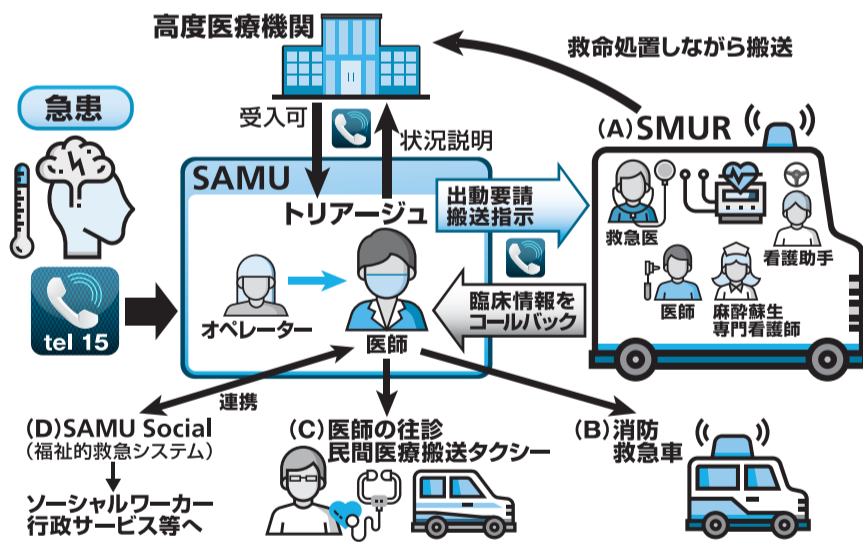 高度医療機関
救命処置しながら搬送
急患
受入可
状況説明
(A)SMUR
SAMU
トリアージュ
出動要請
搬送指示
救急医
看護助手
医師
麻酔蘇生
専門看護師
臨床情報を
コールバック
オペレーター
医師
tel 15
連携
(D)SAMU Social
(福祉的救急システム)
ソーシャルワーカー
行政サービス等へ
(C)医師の往診
民間医療搬送タクシー
(B)消防
救急車